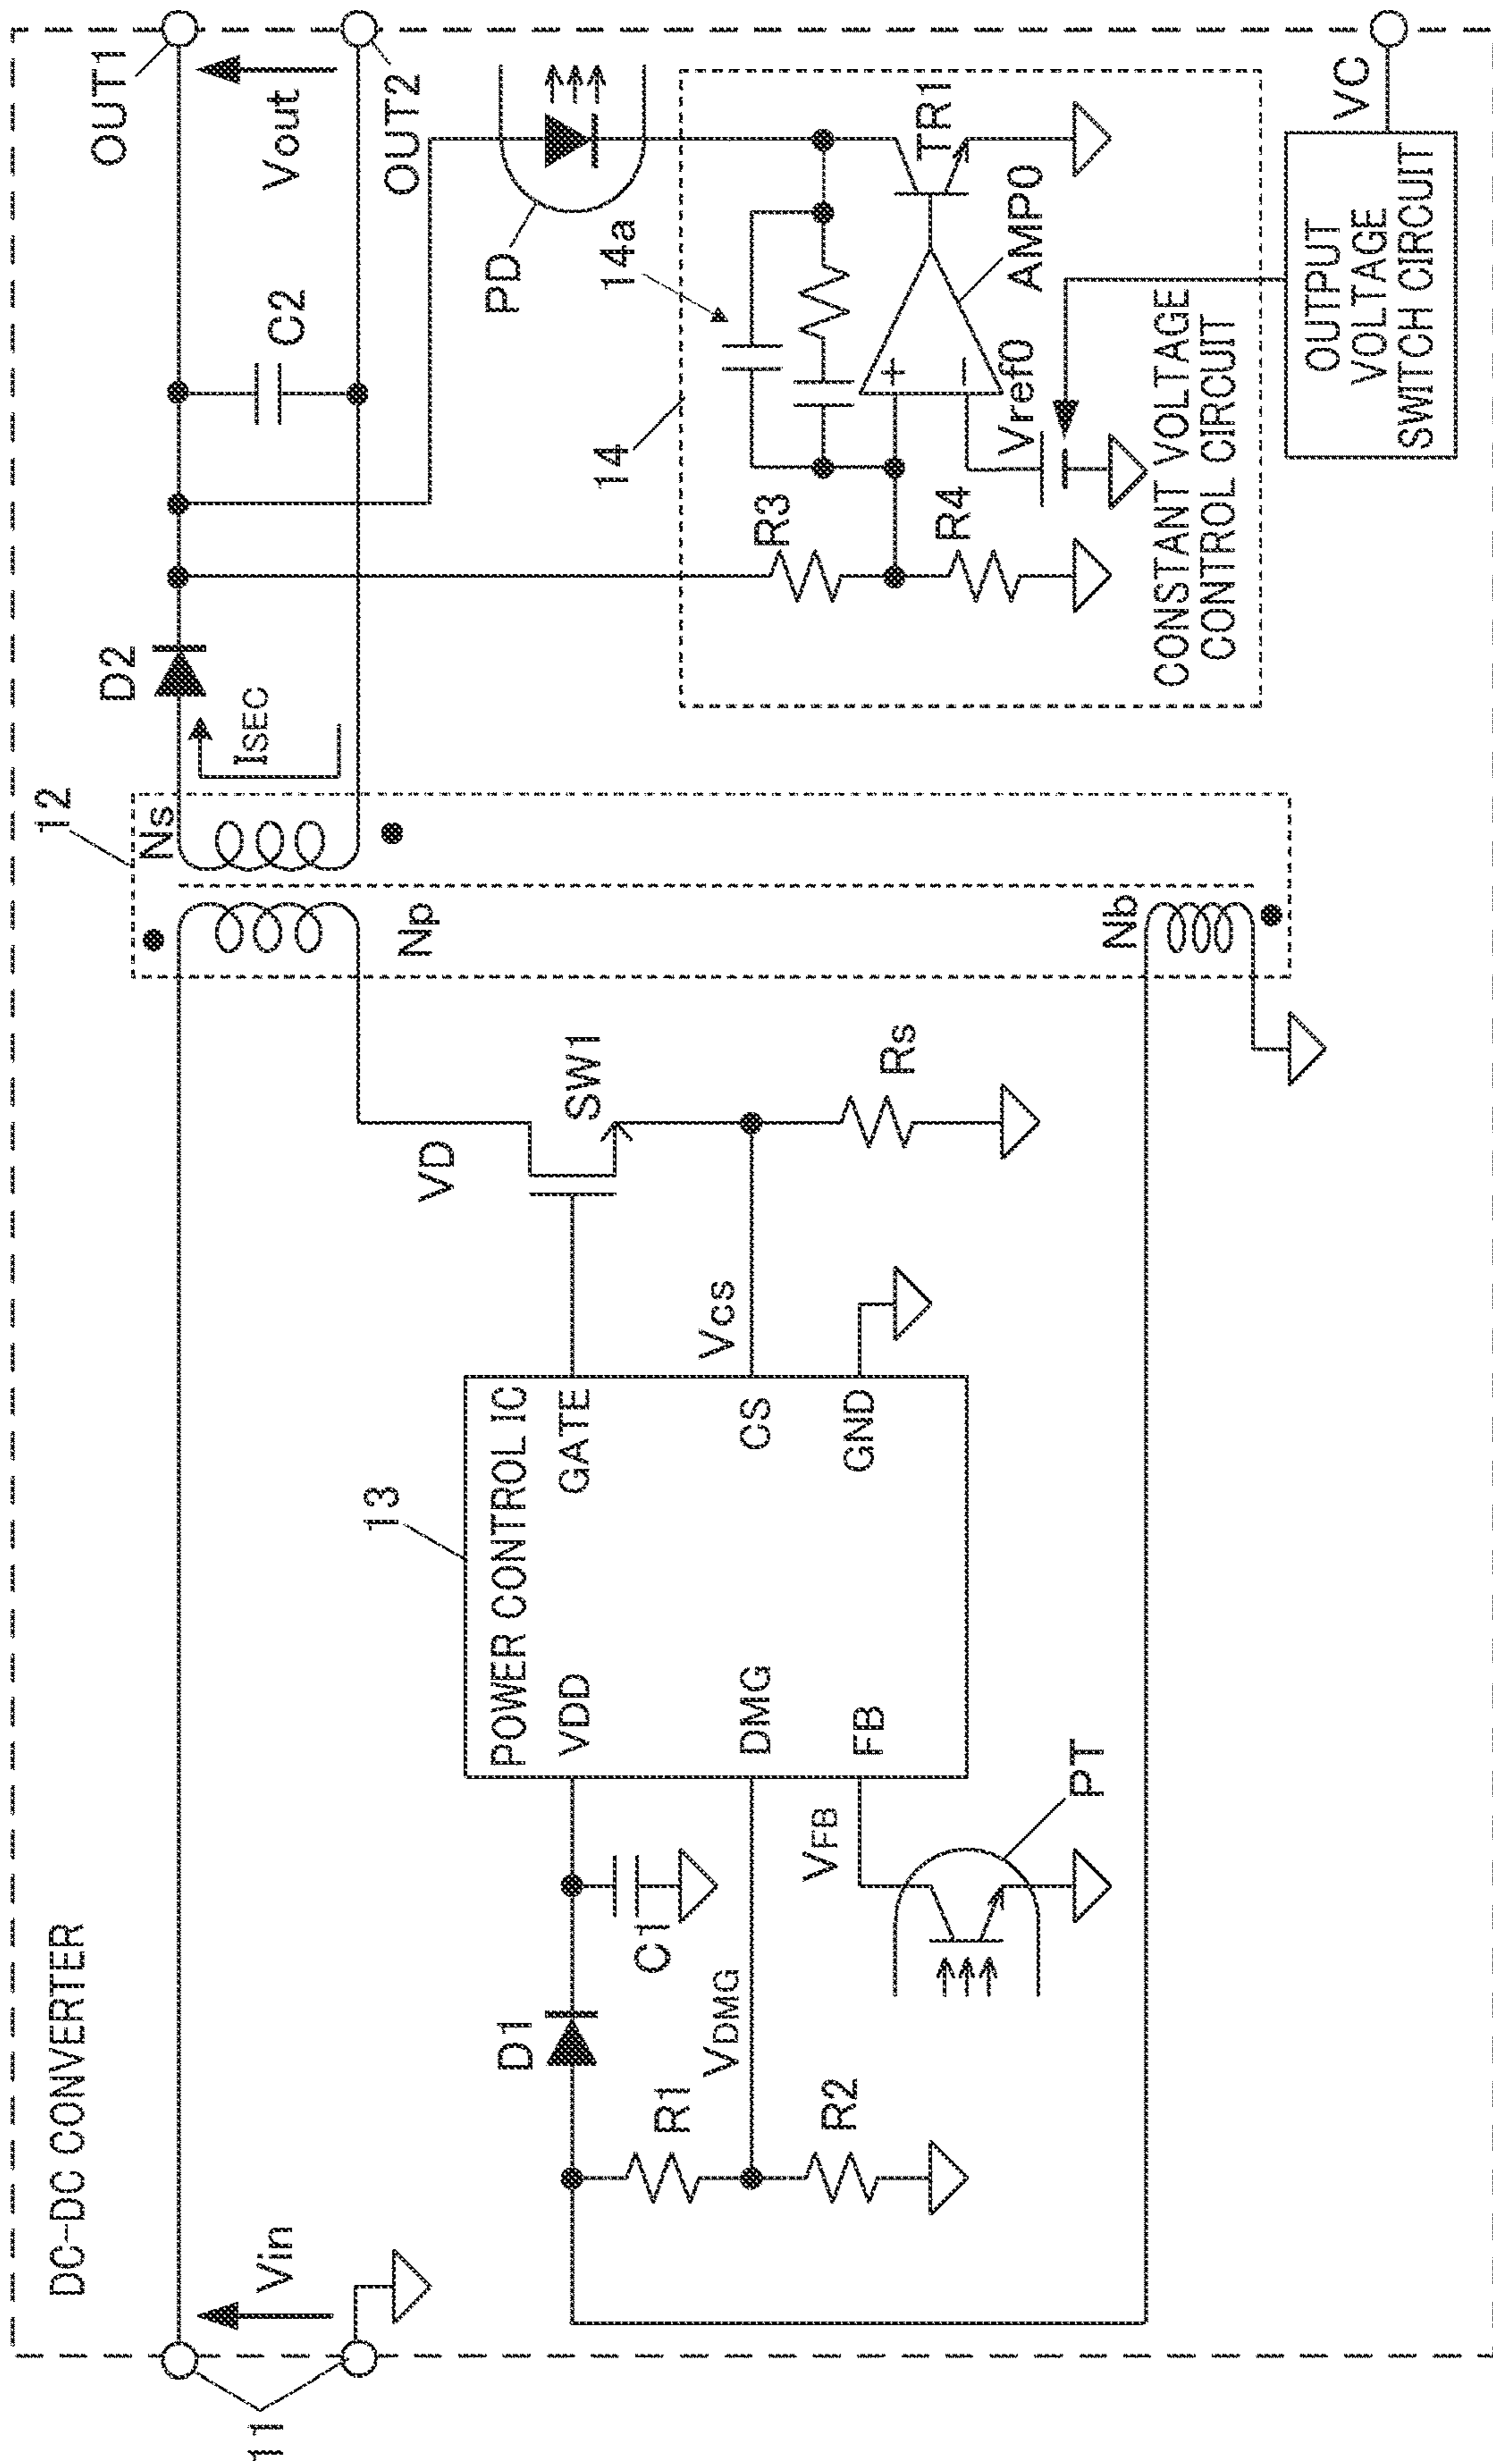 DC-DC CONVERTER
11
Vin
12
Ns
Np
Nb
D2
ISEC
C2
OUT1
Vout
OUT2
PD
13
POWER CONTROL IC
VDD
GATE
DMG
CS
FB
GND
D1
C1
R1
R2
VDMG
VFB
PT
VD
SW1
Vcs
Rs
14
14a
R3
R4
+
−
Vref0
AMP0
TR1
CONSTANT VOLTAGE
CONTROL CIRCUIT
OUTPUT
VOLTAGE
SWITCH CIRCUIT
VC